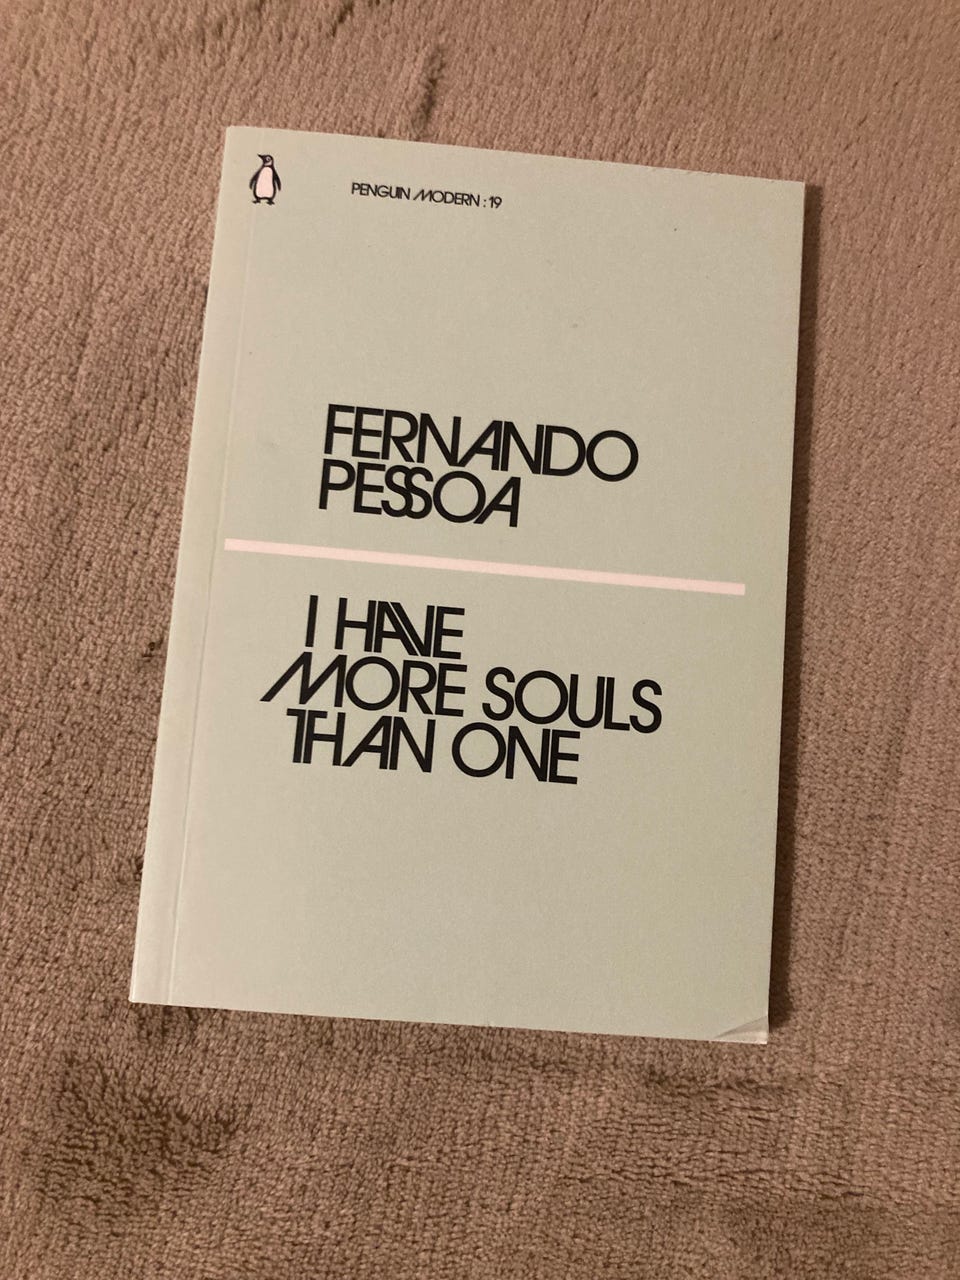 PENGUIN MODERN : 19
FERNANDO
PESSOA
I HAVE
MORE SOULS
THAN ONE